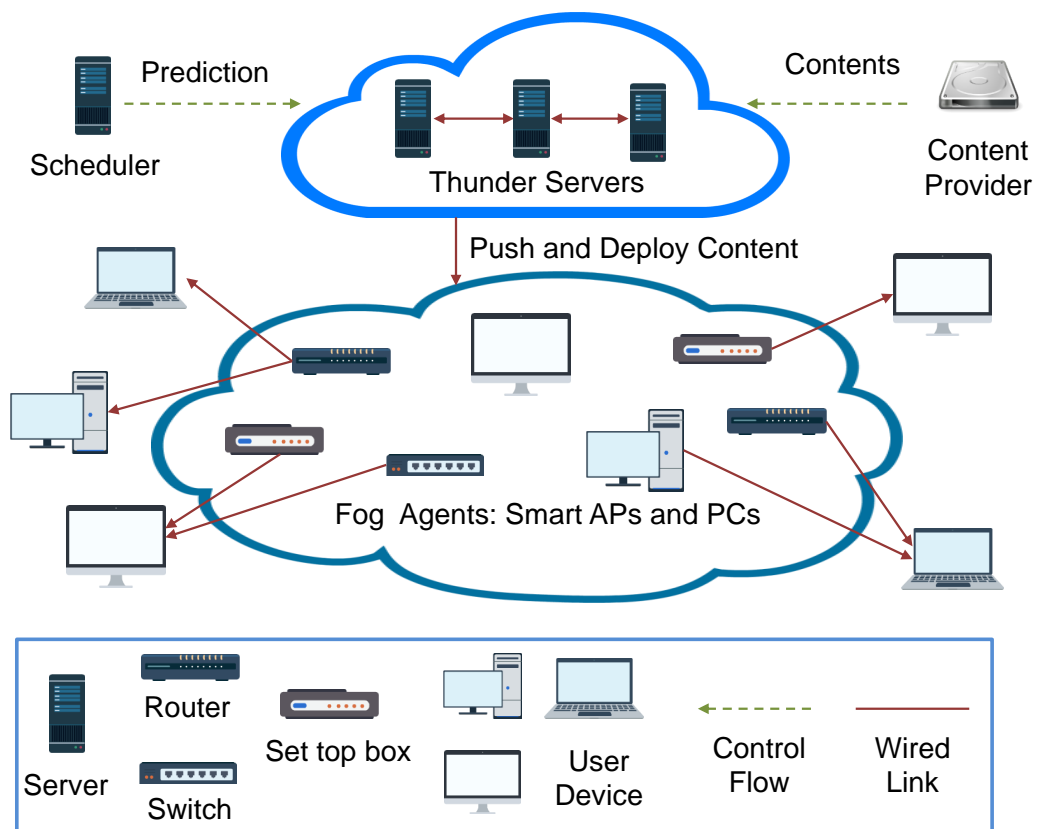 Prediction
Contents
Scheduler
Thunder Servers
Content
Provider
Push and Deploy Content
Fog Agents: Smart APs and PCs
Router
Set top box
Server
Switch
User
Device
Control
Flow
Wired
Link